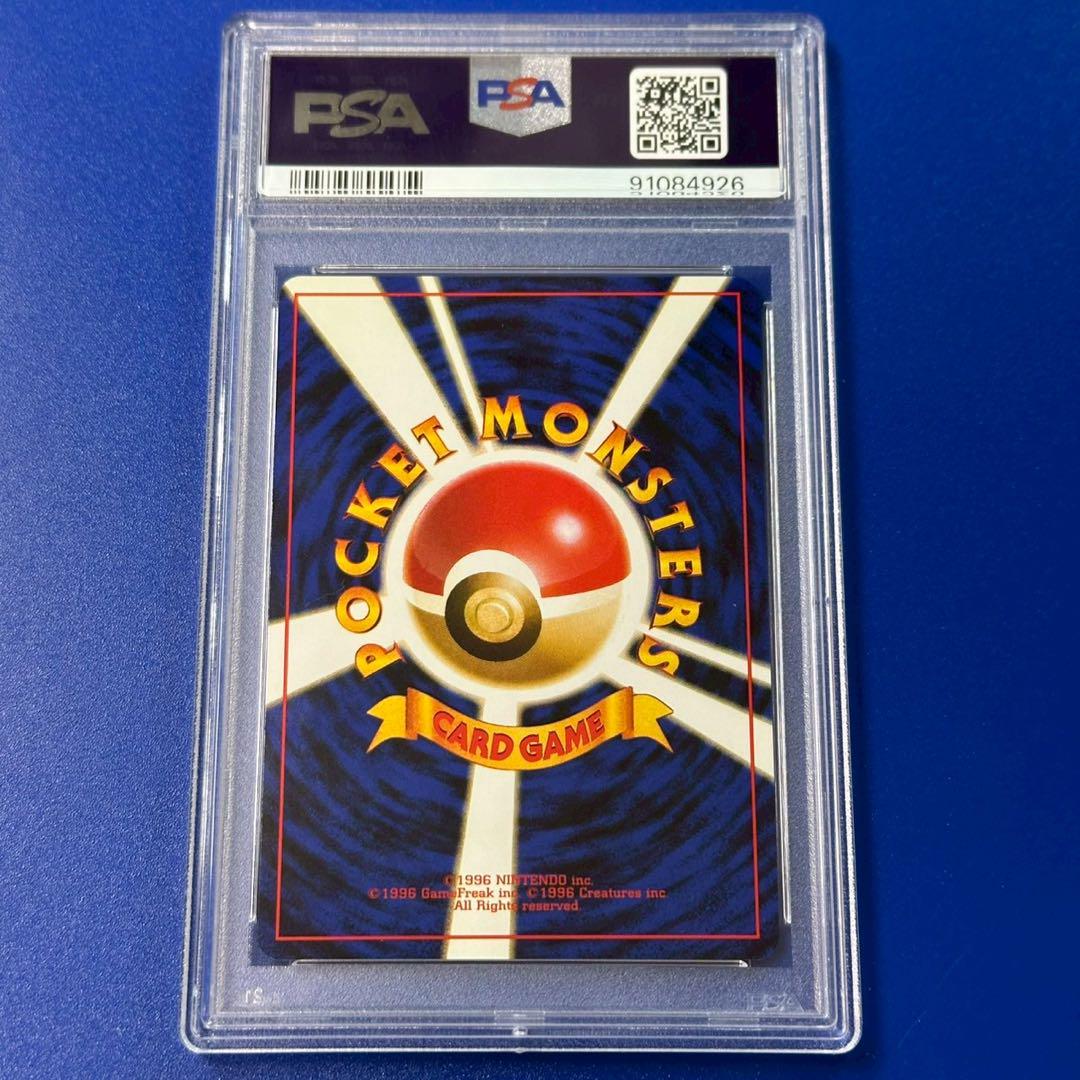 PSA
PSA
91084926
POCKET MONSTERS
CARD GAME
©1996 NINTENDO inc.
©1996 GameFreak inc. ©1996 Creatures inc.
All Rights reserved.